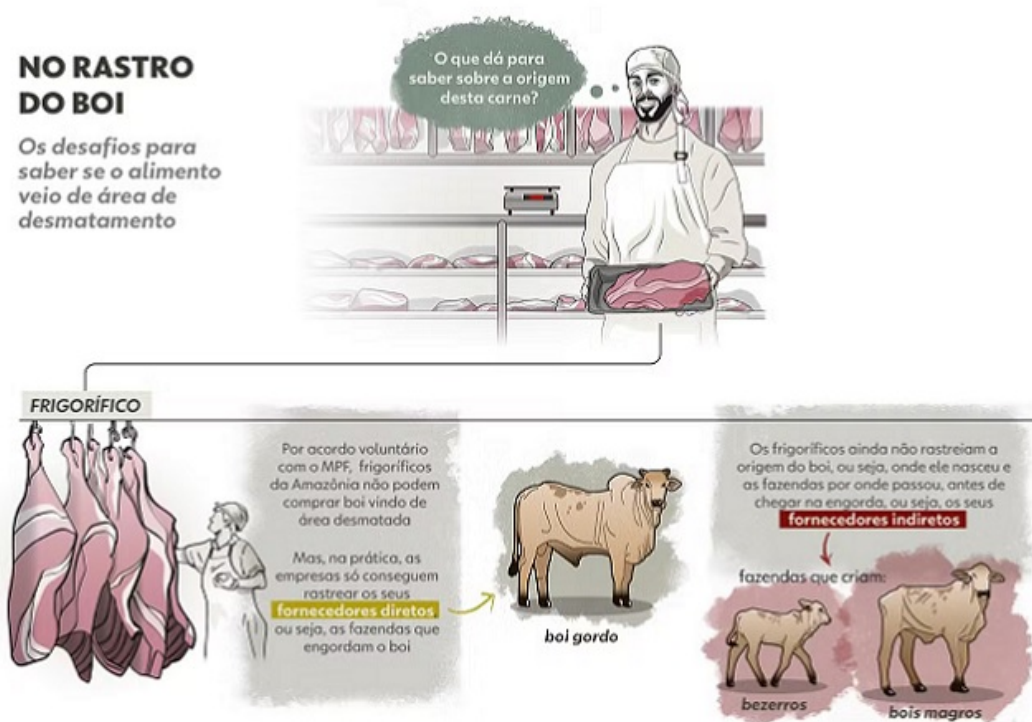 NO RASTRO
DO BOI
Os desafios para
saber se o alimento
veio de área de
desmatamento
O que dá para
saber sobre a origem
desta carne?
FRIGORÍFICO
Por acordo voluntário
com o MPF, frigoríficos
da Amazônia não podem
comprar boi vindo de
área desmatada
Mas, na prática, as
empresas só conseguem
rastrear os seus
fornecedores diretos
ou seja, as fazendas que
engordam o boi
boi gordo
Os frigoríficos ainda não rastreiam a
origem do boi, ou seja, onde ele nasceu e
as fazendas por onde passou, antes de
chegar na engorda, ou seja, os seus
fornecedores indiretos
fazendas que criam:
bezerros
bois magros